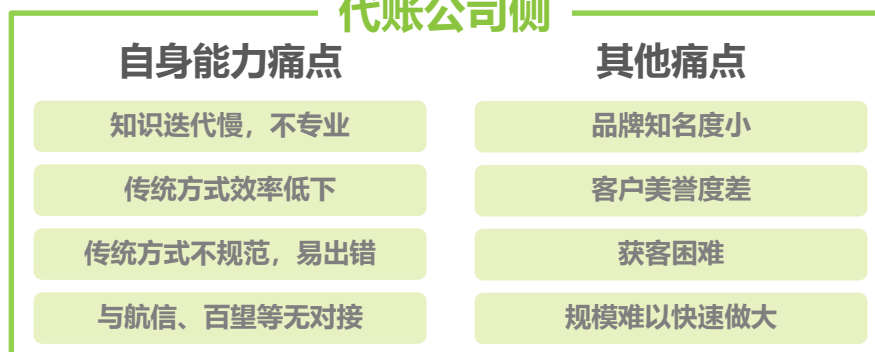 代账公司侧
自身能力痛点
知识迭代慢，不专业
传统方式效率低下
传统方式不规范，易出错
与航信、百望等无对接
其他痛点
品牌知名度小
客户美誉度差
获客困难
规模难以快速做大